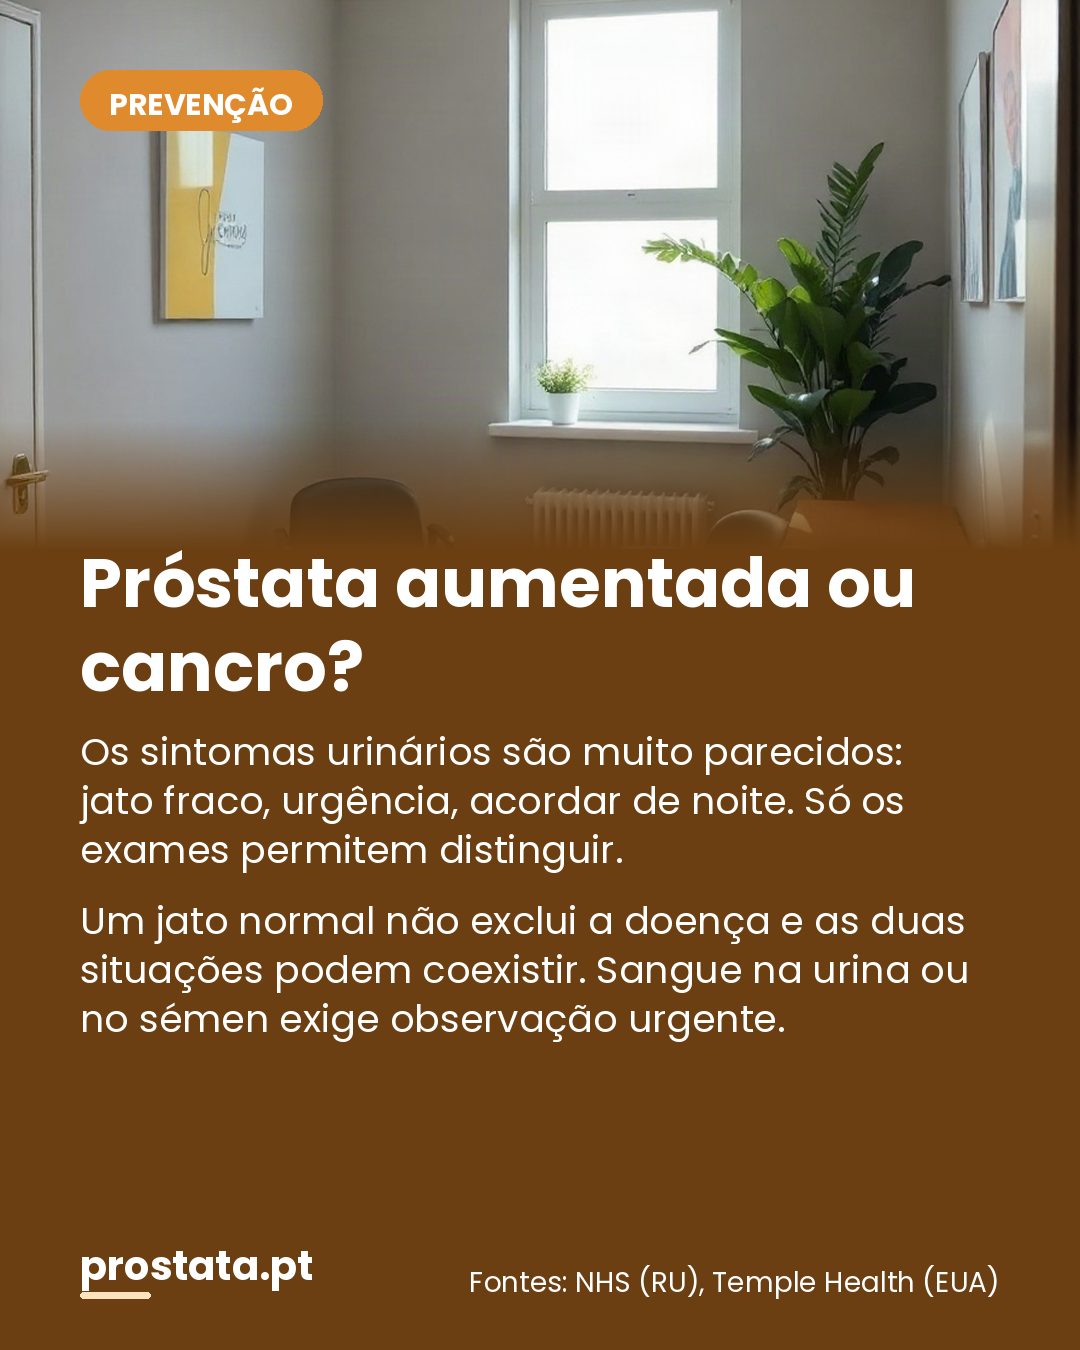 PREVENÇÃO
Próstata aumentada ou
cancro?
Os sintomas urinários são muito parecidos:
jato fraco, urgência, acordar de noite. Só os
exames permitem distinguir.
Um jato normal não exclui a doença e as duas
situações podem coexistir. Sangue na urina ou
no sémen exige observação urgente.
prostata.pt
Fontes: NHS (RU), Temple Health (EUA)